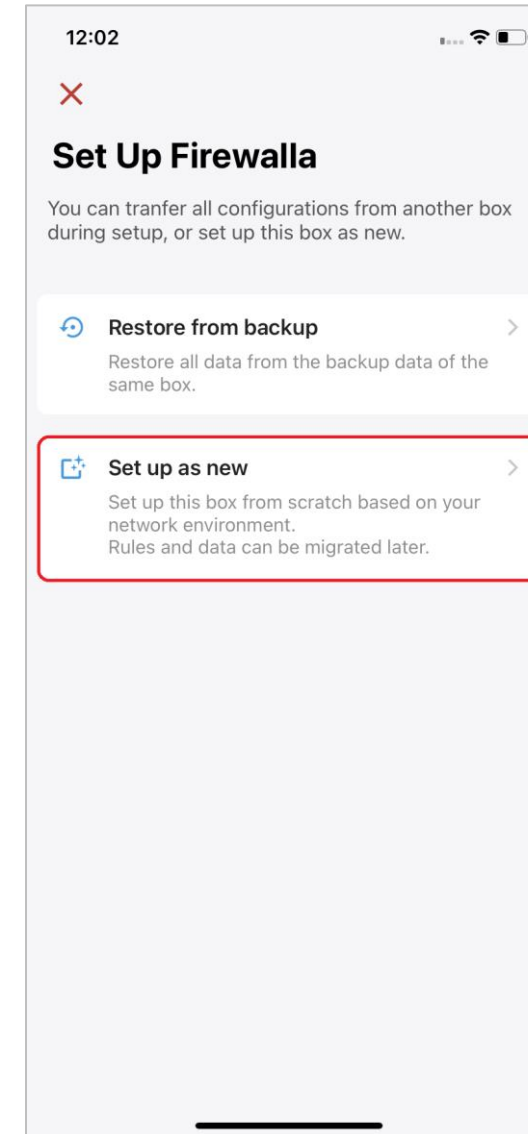 12:02
Set Up Firewalla
You can tranfer all configurations from another box
during setup, or set up this box as new.
Restore from backup
Restore all data from the backup data of the
same box.
Set up as new
Set up this box from scratch based on your
network environment.
Rules and data can be migrated later.